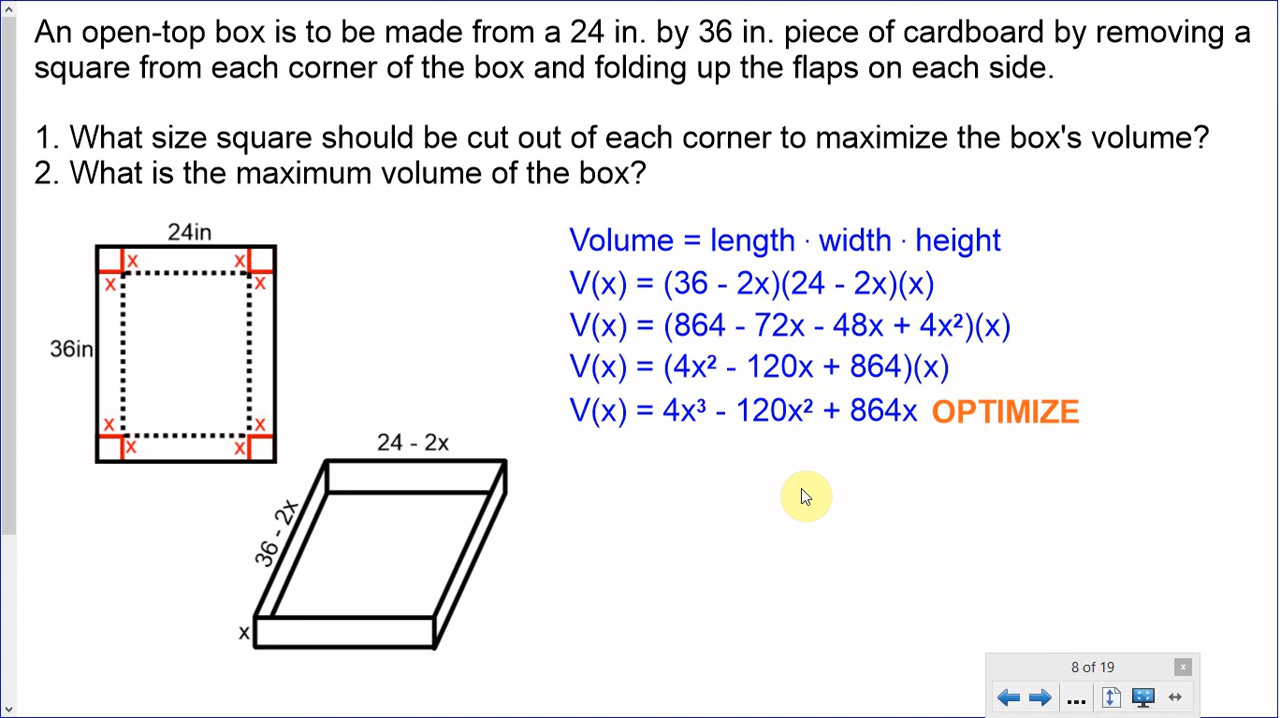 An open-top box is to be made from a 24 in. by 36 in. piece of cardboard by removing a
square from each corner of the box and folding up the flaps on each side.
1. What size square should be cut out of each corner to maximize the box's volume?
2. What is the maximum volume of the box?
24in
x x
x x
36in
x x
x x
24 - 2x
36 - 2x
x
Volume = length · width · height
V(x) = (36 - 2x)(24 - 2x)(x)
V(x) = (864 - 72x - 48x + 4x²)(x)
V(x) = (4x² - 120x + 864)(x)
V(x) = 4x³ - 120x² + 864x OPTIMIZE
8 of 19
x
...